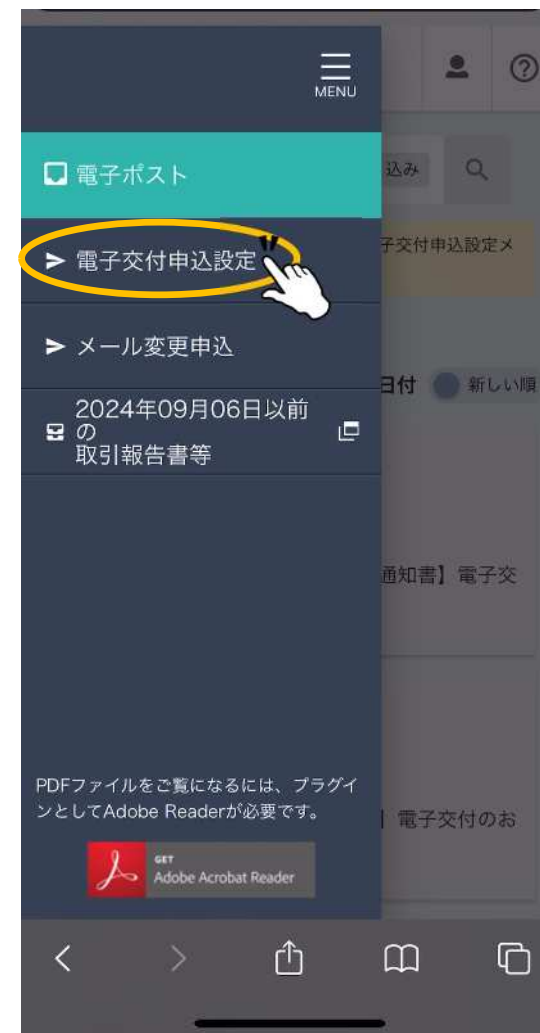 MENU
電子ポスト
込み
電子交付申込設定
子交付申込設定メ
メール変更申込
日付
新しい順
2024年09月06日以前
の
取引報告書等
通知書】電子交
PDFファイルをご覧になるには、プラグイ
ンとしてAdobe Readerが必要です。
】電子交付のお
GET
Adobe Acrobat Reader